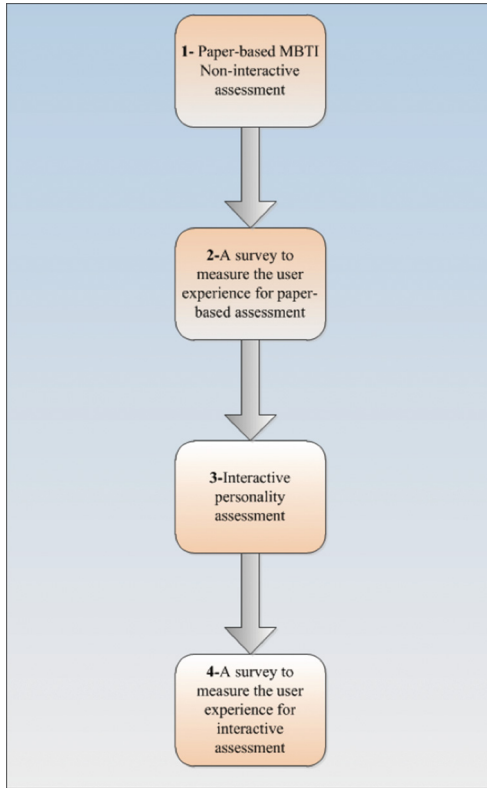 1- Paper-based MBTI
Non-interactive
assessment
2-A survey to
measure the user
experience for paper-
based assessment
3-Interactive
personality
assessment
4-A survey to
measure the user
experience for
interactive
assessment